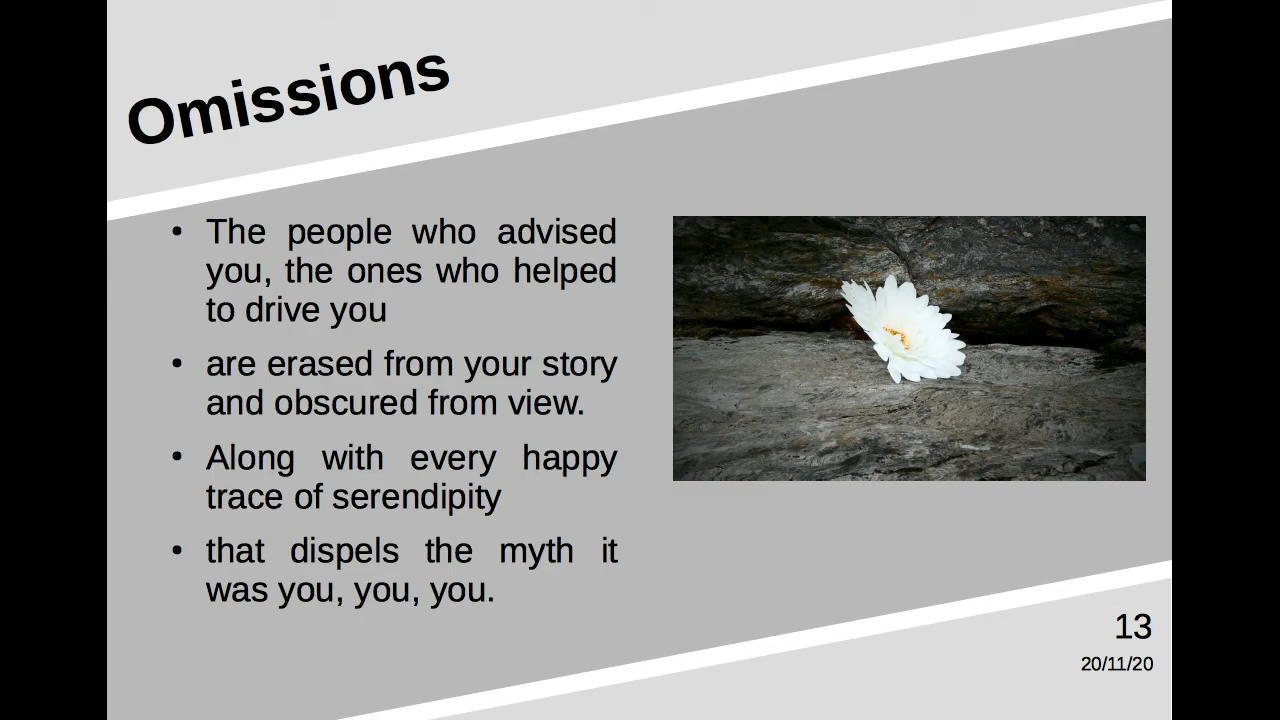 Omissions
• The people who advised
you, the ones who helped
to drive you
• are erased from your story
and obscured from view.
• Along with every happy
trace of serendipity
• that dispels the myth it
was you, you, you.
13
20/11/20